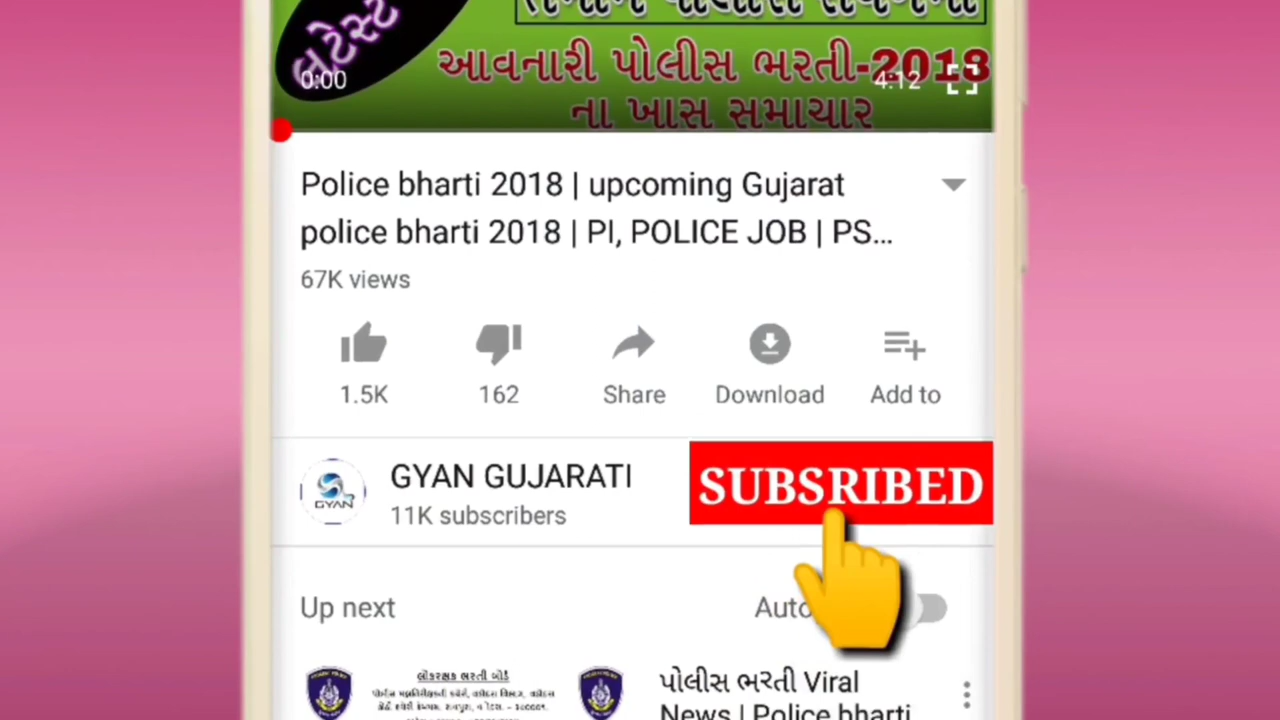 લેટેસ્ટ
આવનારી પોલીસ ભરતી-2018
0:00
4:12
ના ખાસ સમાચાર
Police bharti 2018 | upcoming Gujarat
police bharti 2018 | PI, POLICE JOB | PS...
67K views
1.5K
162
Share
Download
Add to
GYAN
GYAN GUJARATI
11K subscribers
SUBSRIBED
Up next
લોકરક્ષક ભરતી બોર્ડ
પોલીસ ભરતી Viral
News | Police bharti